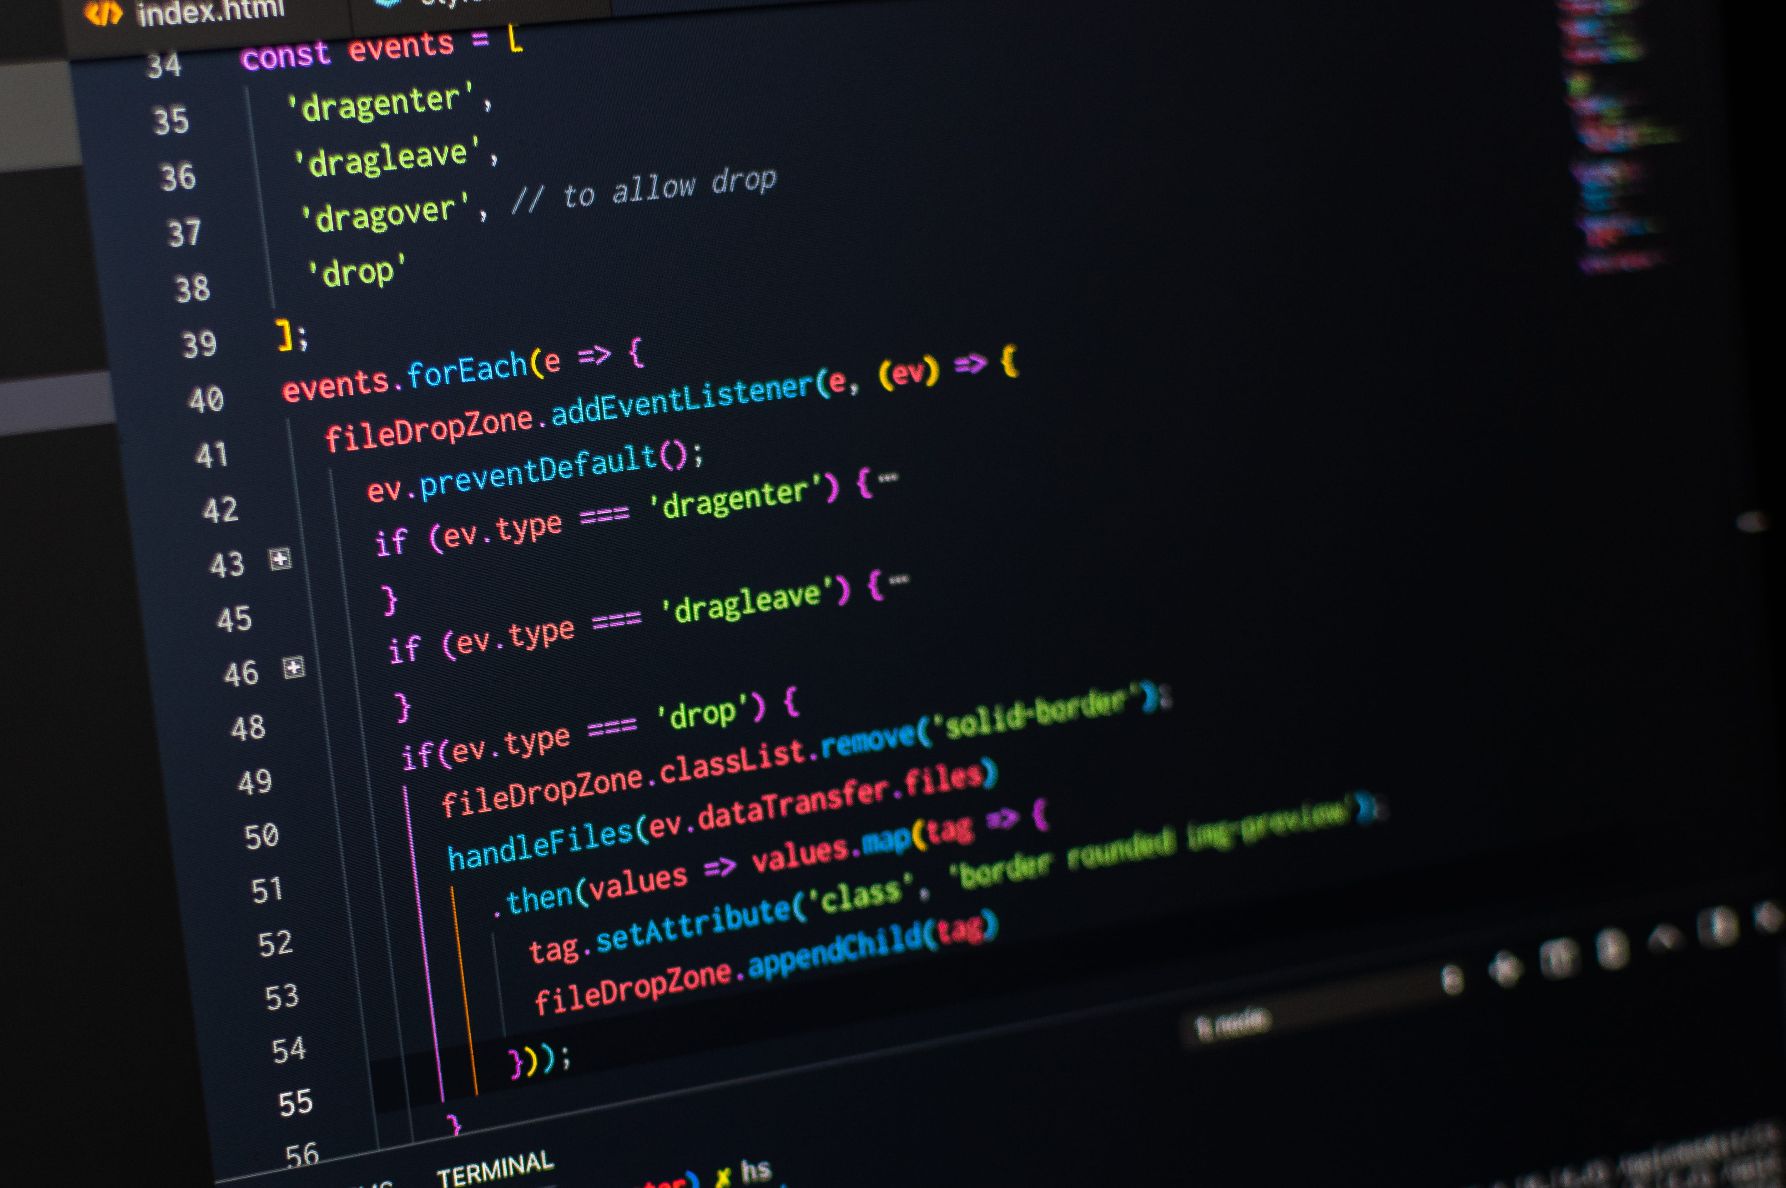 index.html
34 const events = [
35 'dragenter',
36 'dragleave',
37 'dragover', // to allow drop
38 'drop'
39 ];
40 events.forEach(e => {
41 fileDropZone.addEventListener(e, (ev) => {
42 ev.preventDefault();
43 if (ev.type === 'dragenter') {…
45 }
46 if (ev.type === 'dragleave') {…
48 }
49 if(ev.type === 'drop') {
50 fileDropZone.classList.remove('solid-border');
51 handleFiles(ev.dataTransfer.files)
52 .then(values => values.map(tag => {
53 tag.setAttribute('class', 'border rounded img-preview');
54 fileDropZone.appendChild(tag)
55 }));
56 }
TERMINAL
✗ hs
node